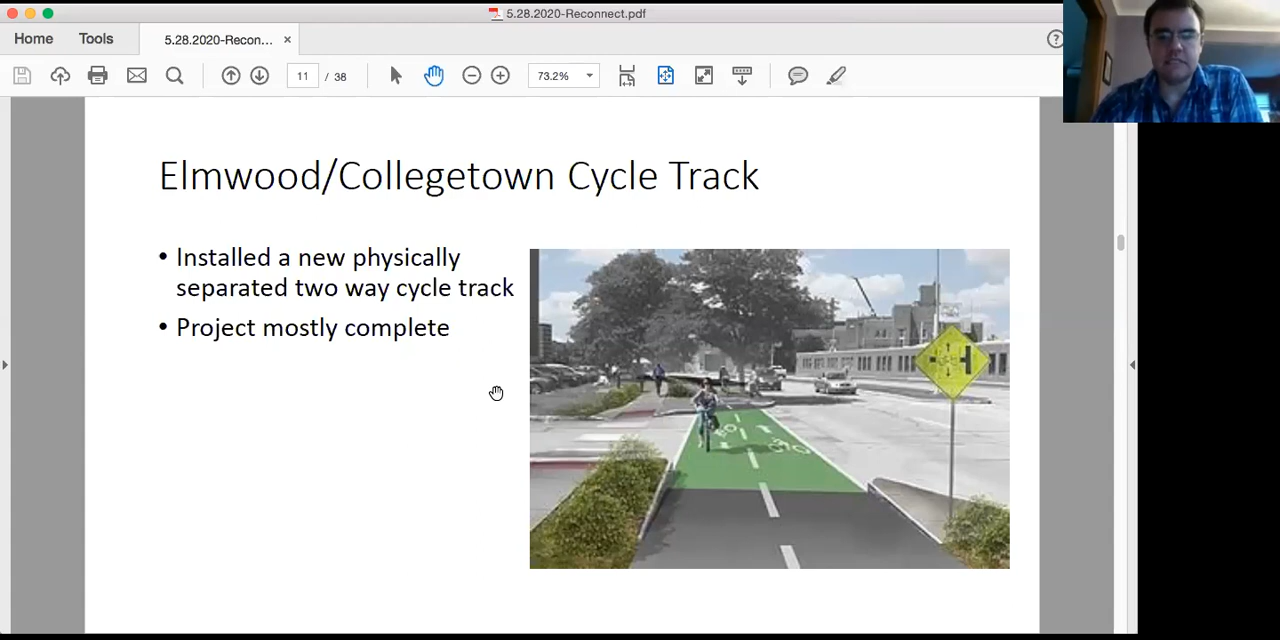 5.28.2020-Reconnect.pdf
Home
Tools
5.28.2020-Recon... ×
11 / 38
73.2%
Elmwood/Collegetown Cycle Track
• Installed a new physically
separated two way cycle track
• Project mostly complete